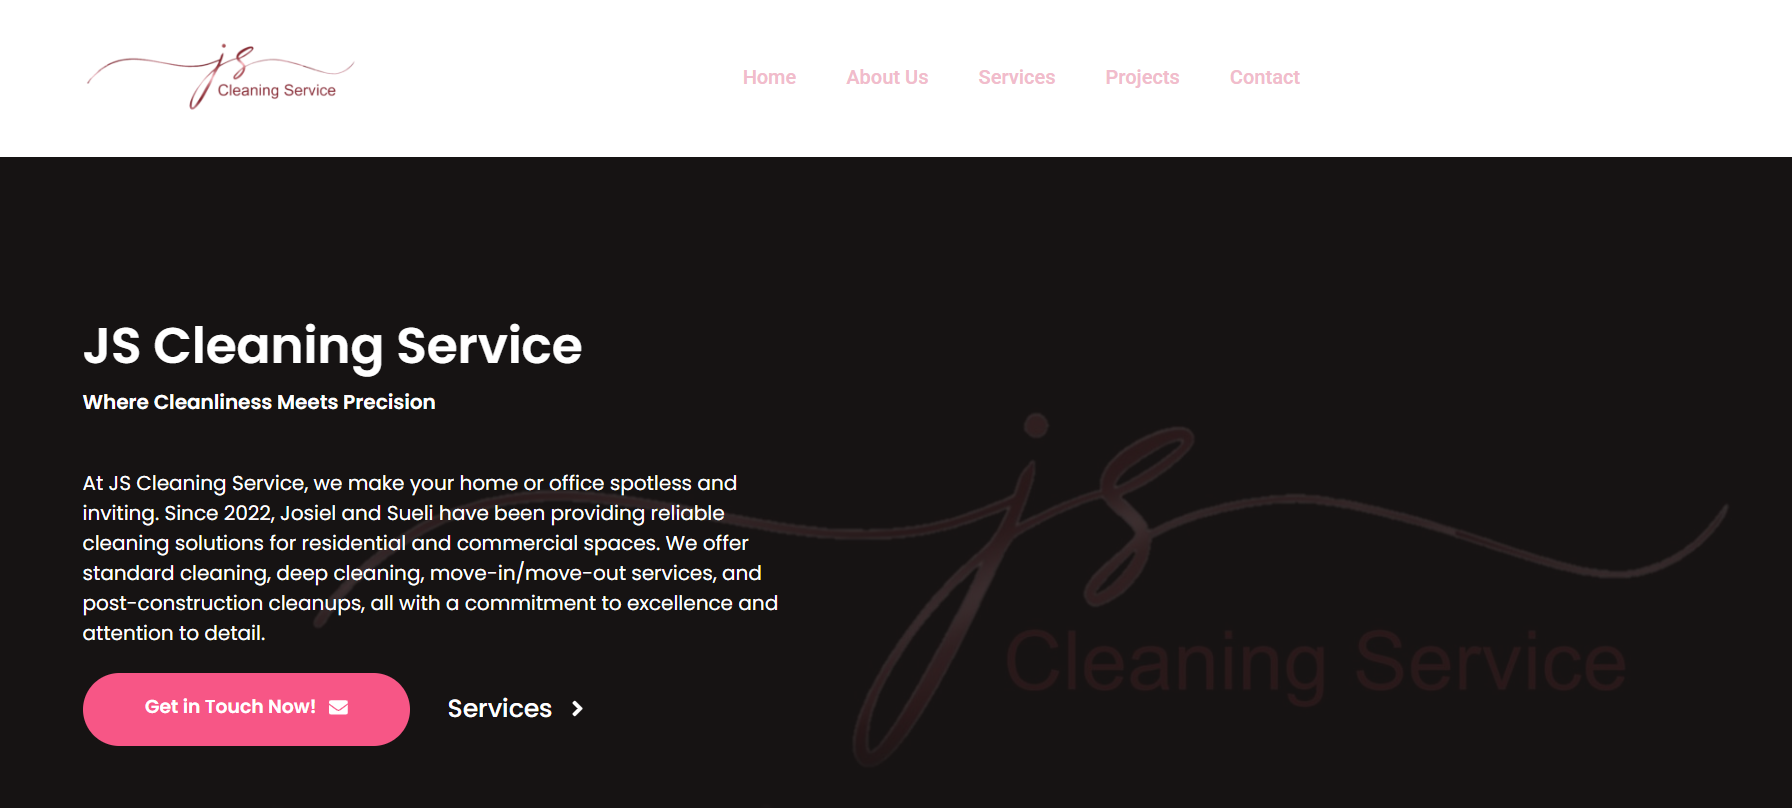 js
Cleaning Service
Home About Us Services Projects Contact
JS Cleaning Service
Where Cleanliness Meets Precision
At JS Cleaning Service, we make your home or office spotless and
inviting. Since 2022, Josiel and Sueli have been providing reliable
cleaning solutions for residential and commercial spaces. We offer
standard cleaning, deep cleaning, move-in/move-out services, and
post-construction cleanups, all with a commitment to excellence and
attention to detail.
Get in Touch Now! Services
js
Cleaning Service